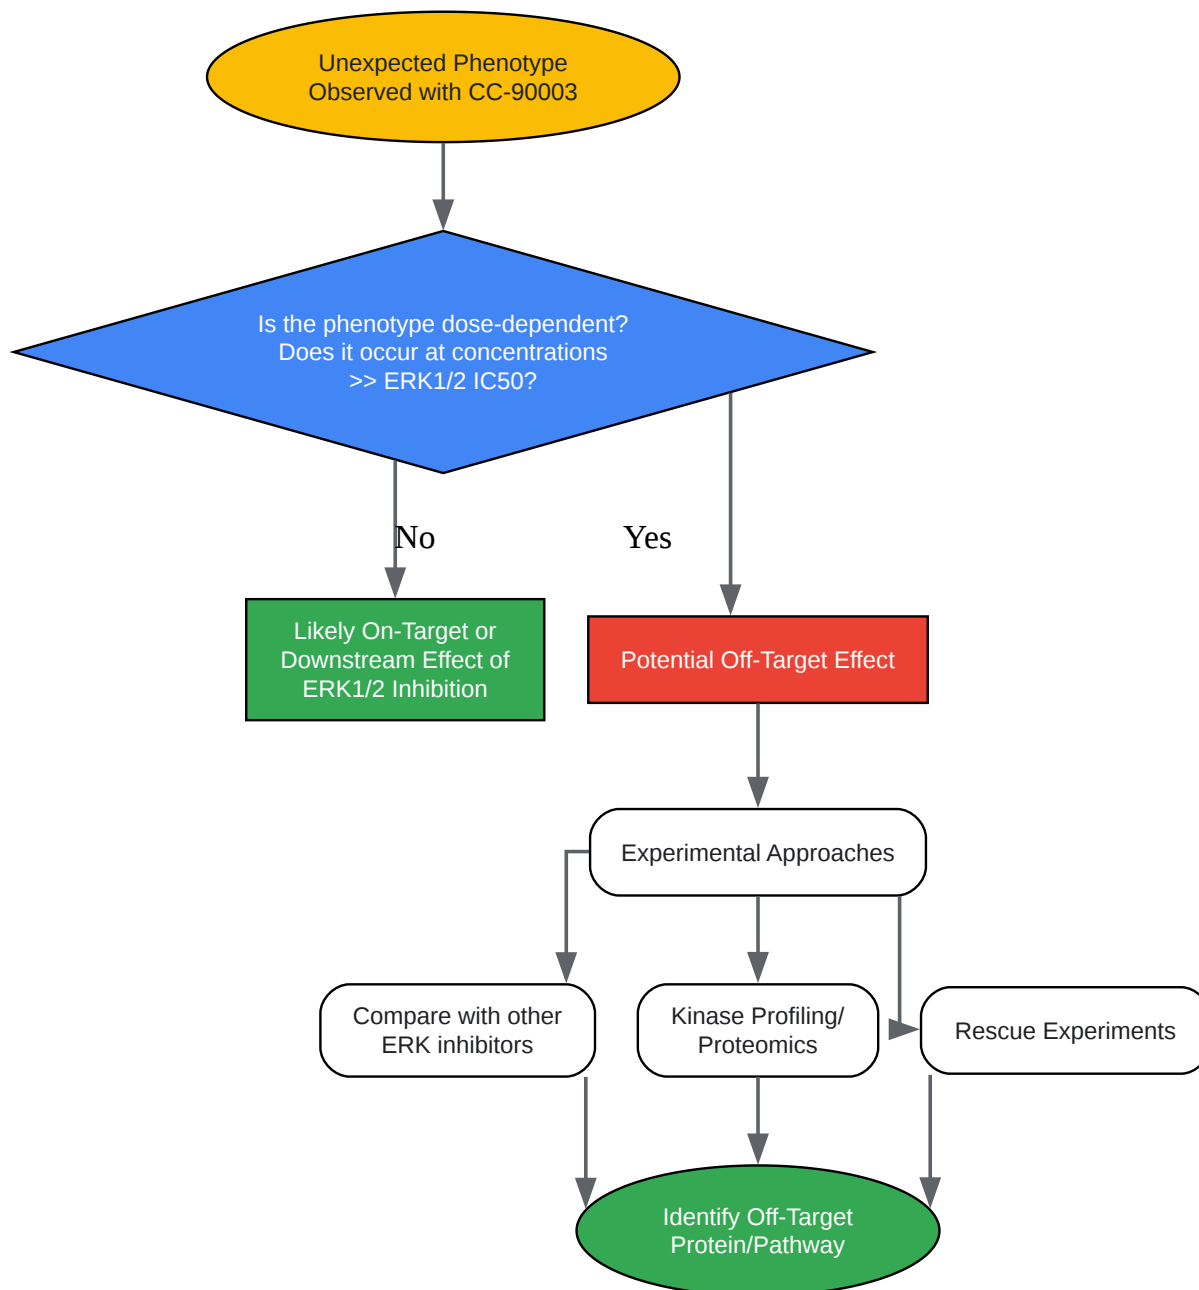 Unexpected Phenotype
Observed with CC-90003
Is the phenotype dose-dependent?
Does it occur at concentrations
>> ERK1/2 IC50?
No
Yes
Likely On-Target or
Downstream Effect of
ERK1/2 Inhibition
Potential Off-Target Effect
Experimental Approaches
Compare with other
ERK inhibitors
Kinase Profiling/
Proteomics
Rescue Experiments
Identify Off-Target
Protein/Pathway